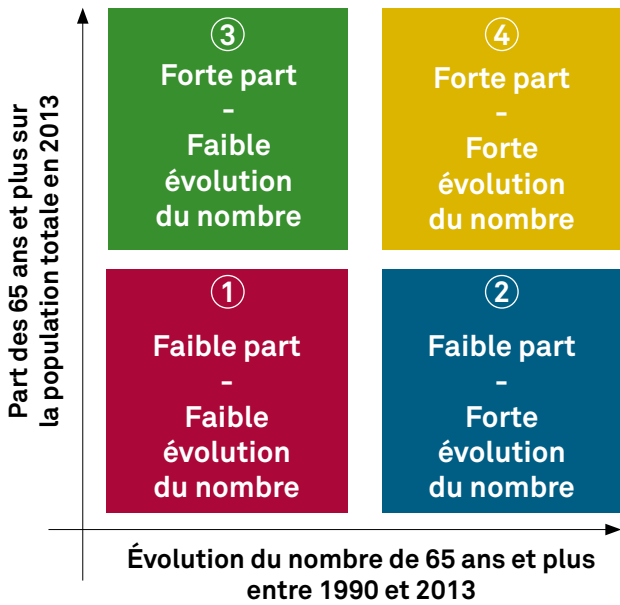 Part des 65 ans et plus sur
la population totale en 2013
③
Forte part
-
Faible
évolution
du nombre
④
Forte part
-
Forte
évolution
du nombre
①
Faible part
-
Faible
évolution
du nombre
②
Faible part
-
Forte
évolution
du nombre
Évolution du nombre de 65 ans et plus
entre 1990 et 2013